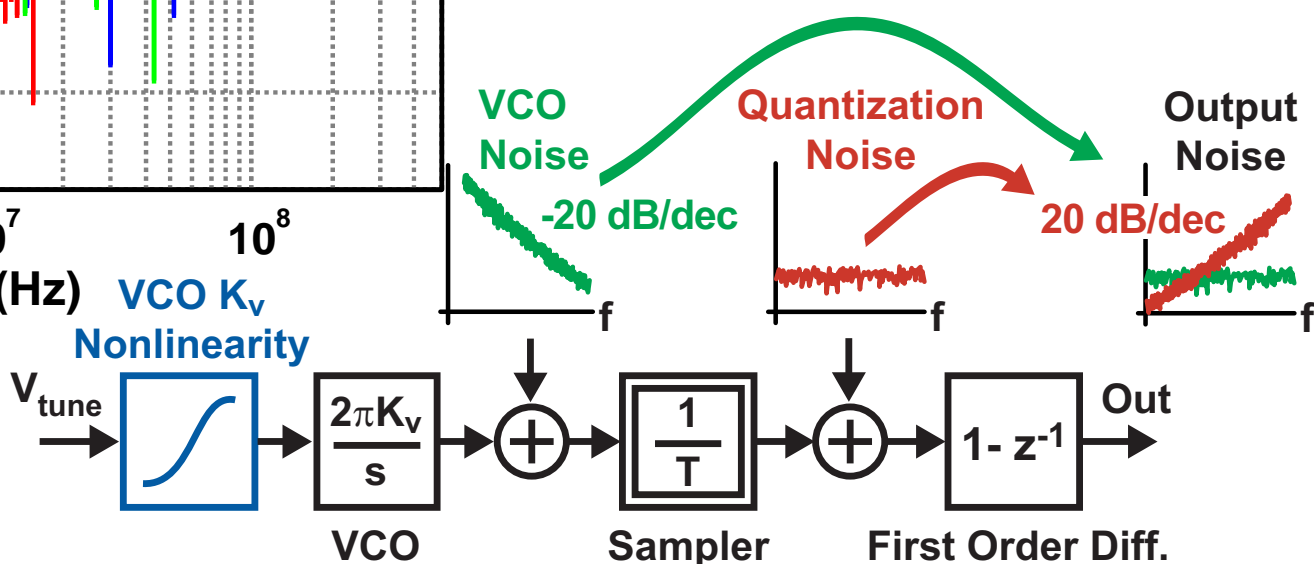 VCO
Noise
-20 dB/dec
Quantization
Noise
20 dB/dec
Output
Noise
10⁸
(Hz)
f
f
f
VCO Kᵥ
Nonlinearity
Vtune
2πKᵥ
s
VCO
1
T
Sampler
1- z⁻¹
First Order Diff.
Out